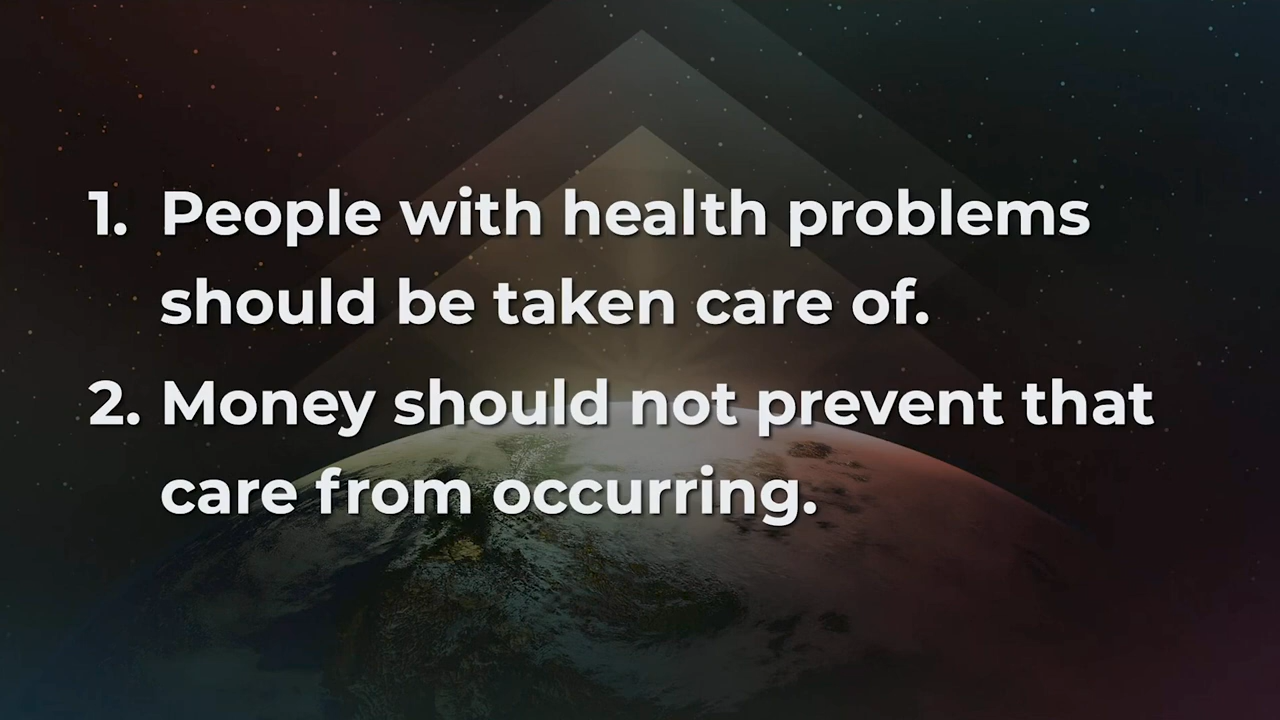 1. People with health problems
should be taken care of.
2. Money should not prevent that
care from occurring.